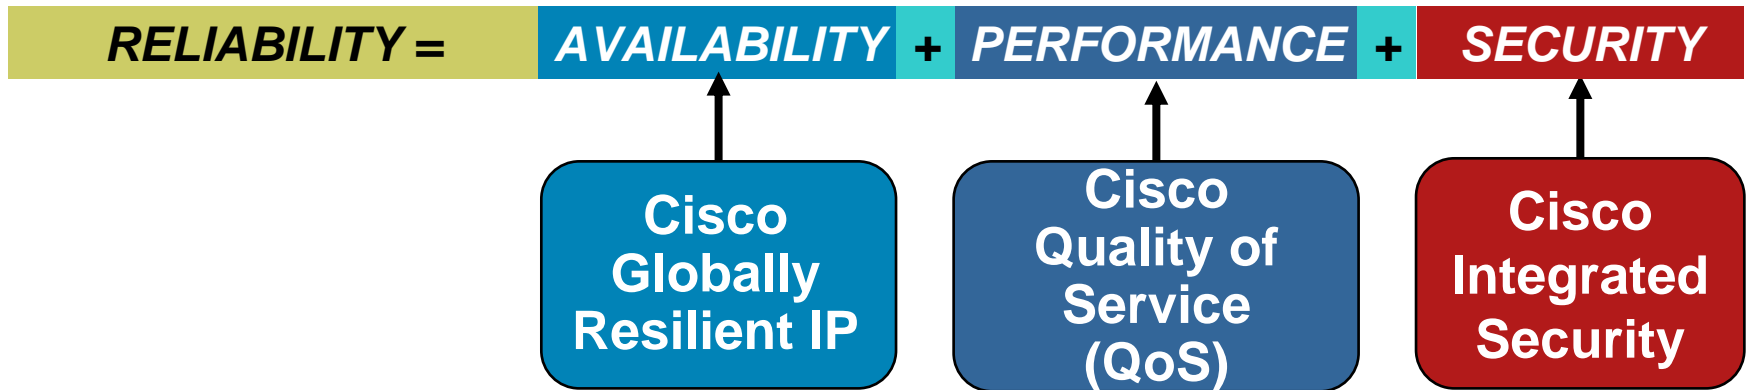 RELIABILITY = AVAILABILITY + PERFORMANCE + SECURITY
Cisco
Globally
Resilient IP
Cisco
Quality of
Service
(QoS)
Cisco
Integrated
Security